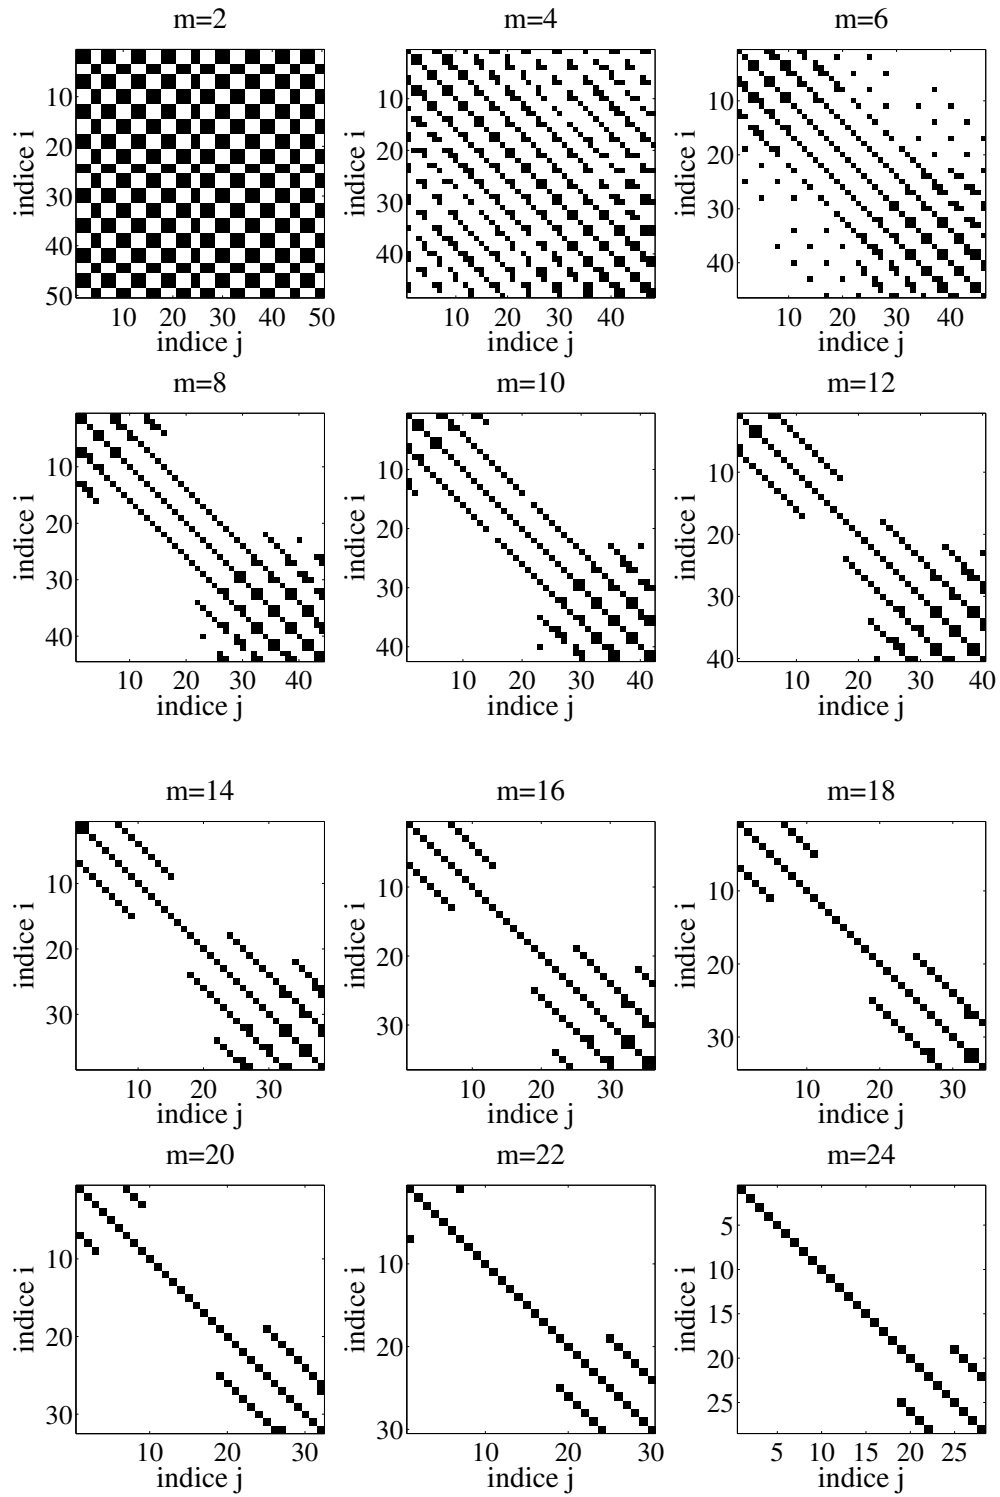 m=2 m=4 m=6
indice i 10 20 30 40 50 indice i 10 20 30 40 indice i 10 20 30 40
10 20 30 40 50 10 20 30 40 10 20 30 40
indice j indice j indice j
m=8 m=10 m=12
indice i 10 20 30 40 indice i 10 20 30 40 indice i 10 20 30 40
10 20 30 40 10 20 30 40 10 20 30 40
indice j indice j indice j
m=14 m=16 m=18
indice i 10 20 30 indice i 10 20 30 indice i 10 20 30
10 20 30 10 20 30 10 20 30
indice j indice j indice j
m=20 m=22 m=24
indice i 10 20 30 indice i 10 20 30 indice i 5 10 15 20 25
10 20 30 10 20 30 5 10 15 20 25
indice j indice j indice j